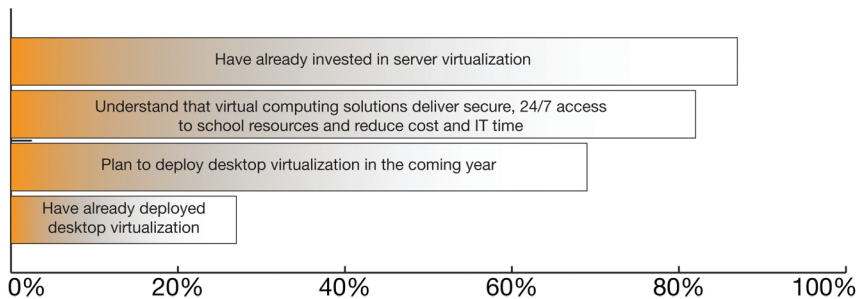 Have already invested in server virtualization
Understand that virtual computing solutions deliver secure, 24/7 access
to school resources and reduce cost and IT time
Plan to deploy desktop virtualization in the coming year
Have already deployed
desktop virtualization
0% 20% 40% 60% 80% 100%